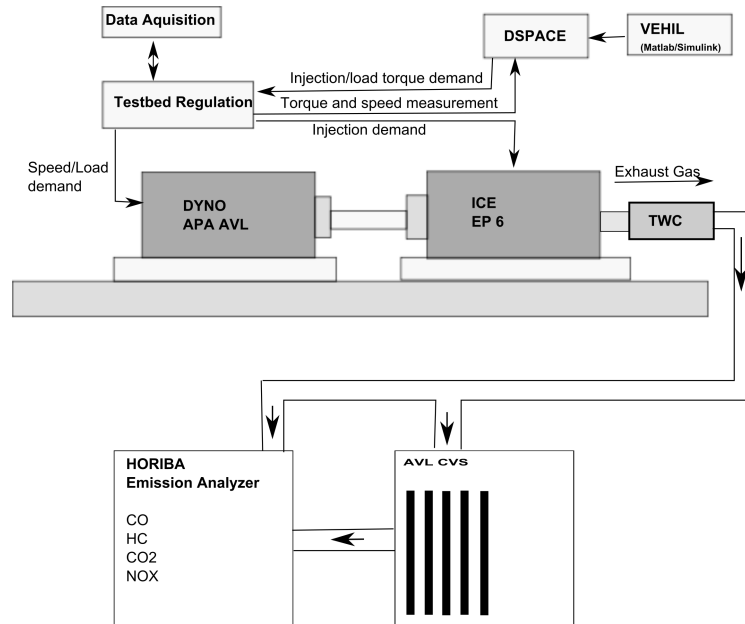 Data Aquisition
DSPACE
VEHIL
(Matlab/Simulink)
Injection/load torque demand
Testbed Regulation
Torque and speed measurement
Injection demand
Speed/Load
demand
Exhaust Gas
DYNO
APA AVL
ICE
EP 6
TWC
HORIBA
Emission Analyzer
CO
HC
CO2
NOX
AVL CVS